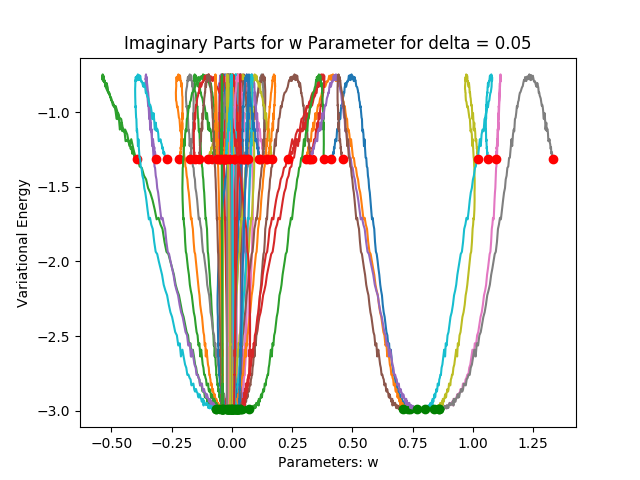 Imaginary Parts for w Parameter for delta = 0.05
Variational Energy
−1.0
−1.5
−2.0
−2.5
−3.0
−0.50 −0.25 0.00 0.25 0.50 0.75 1.00 1.25
Parameters: w